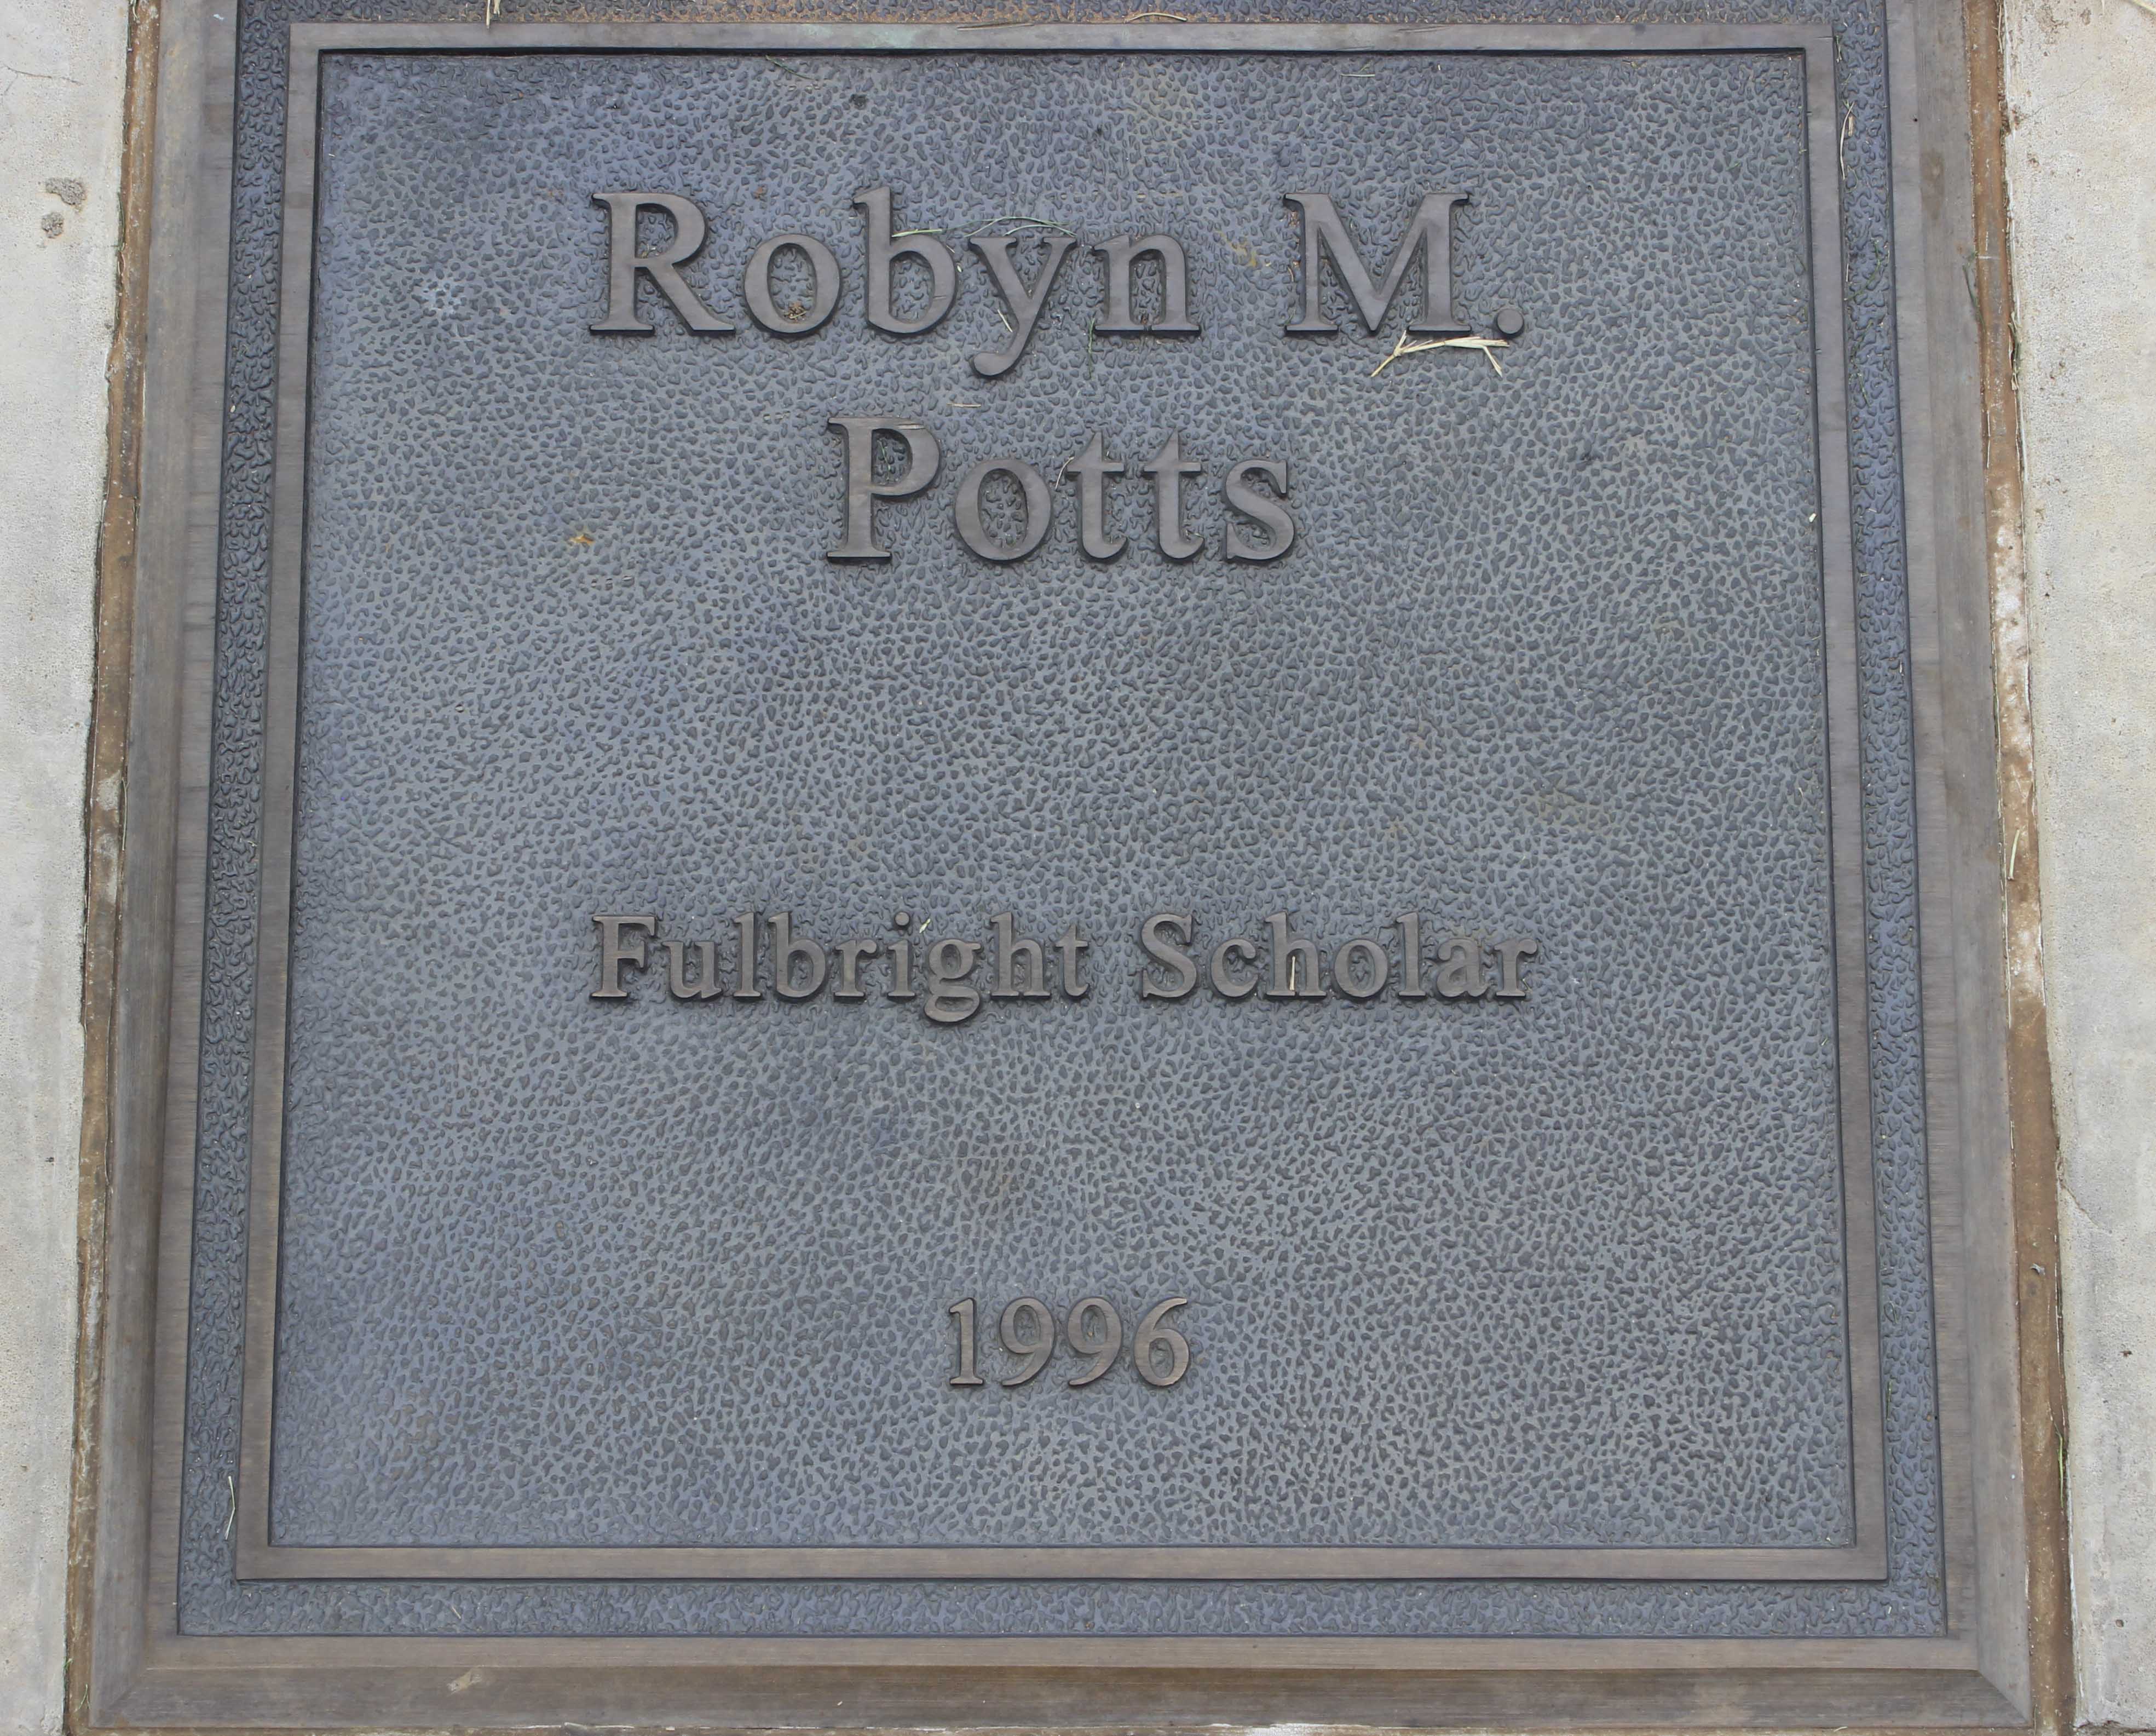 Robyn M.
Potts
Fulbright Scholar
1996